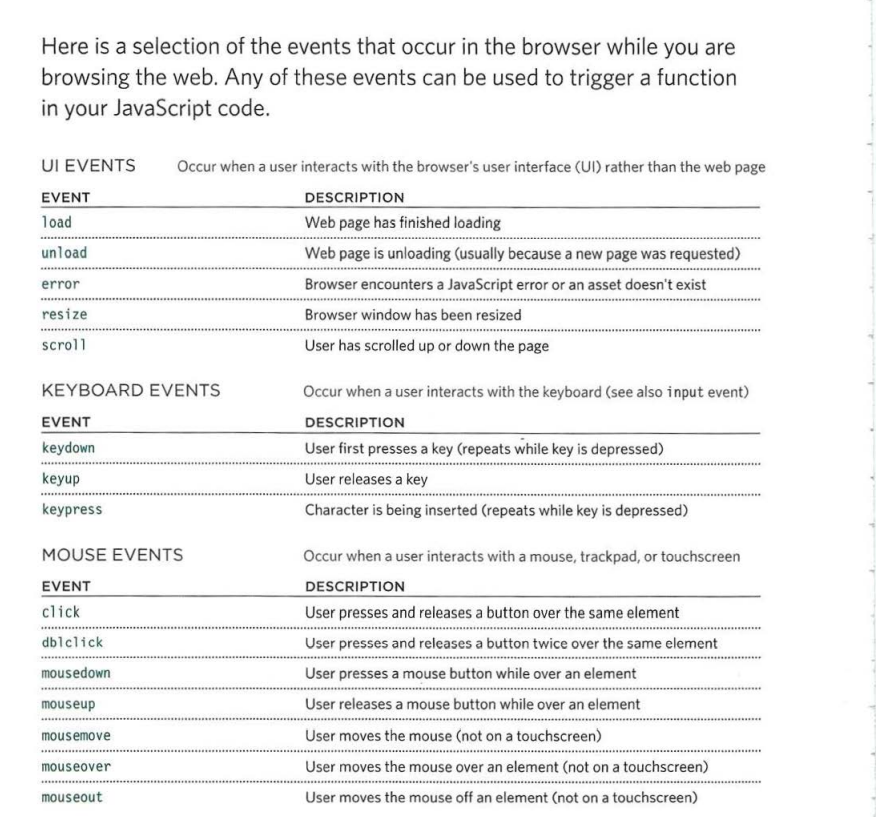 Here is a selection of the events that occur in the browser while you are
browsing the web. Any of these events can be used to trigger a function
in your JavaScript code.
UI EVENTS Occur when a user interacts with the browser's user interface (UI) rather than the web page
EVENT DESCRIPTION
load Web page has finished loading
unload Web page is unloading (usually because a new page was requested)
error Browser encounters a JavaScript error or an asset doesn't exist
resize Browser window has been resized
scroll User has scrolled up or down the page
KEYBOARD EVENTS Occur when a user interacts with the keyboard (see also input event)
EVENT DESCRIPTION
keydown User first presses a key (repeats while key is depressed)
keyup User releases a key
keypress Character is being inserted (repeats while key is depressed)
MOUSE EVENTS Occur when a user interacts with a mouse, trackpad, or touchscreen
EVENT DESCRIPTION
click User presses and releases a button over the same element
dblclick User presses and releases a button twice over the same element
mousedown User presses a mouse button while over an element
mouseup User releases a mouse button while over an element
mousemove User moves the mouse (not on a touchscreen)
mouseover User moves the mouse over an element (not on a touchscreen)
mouseout User moves the mouse off an element (not on a touchscreen)